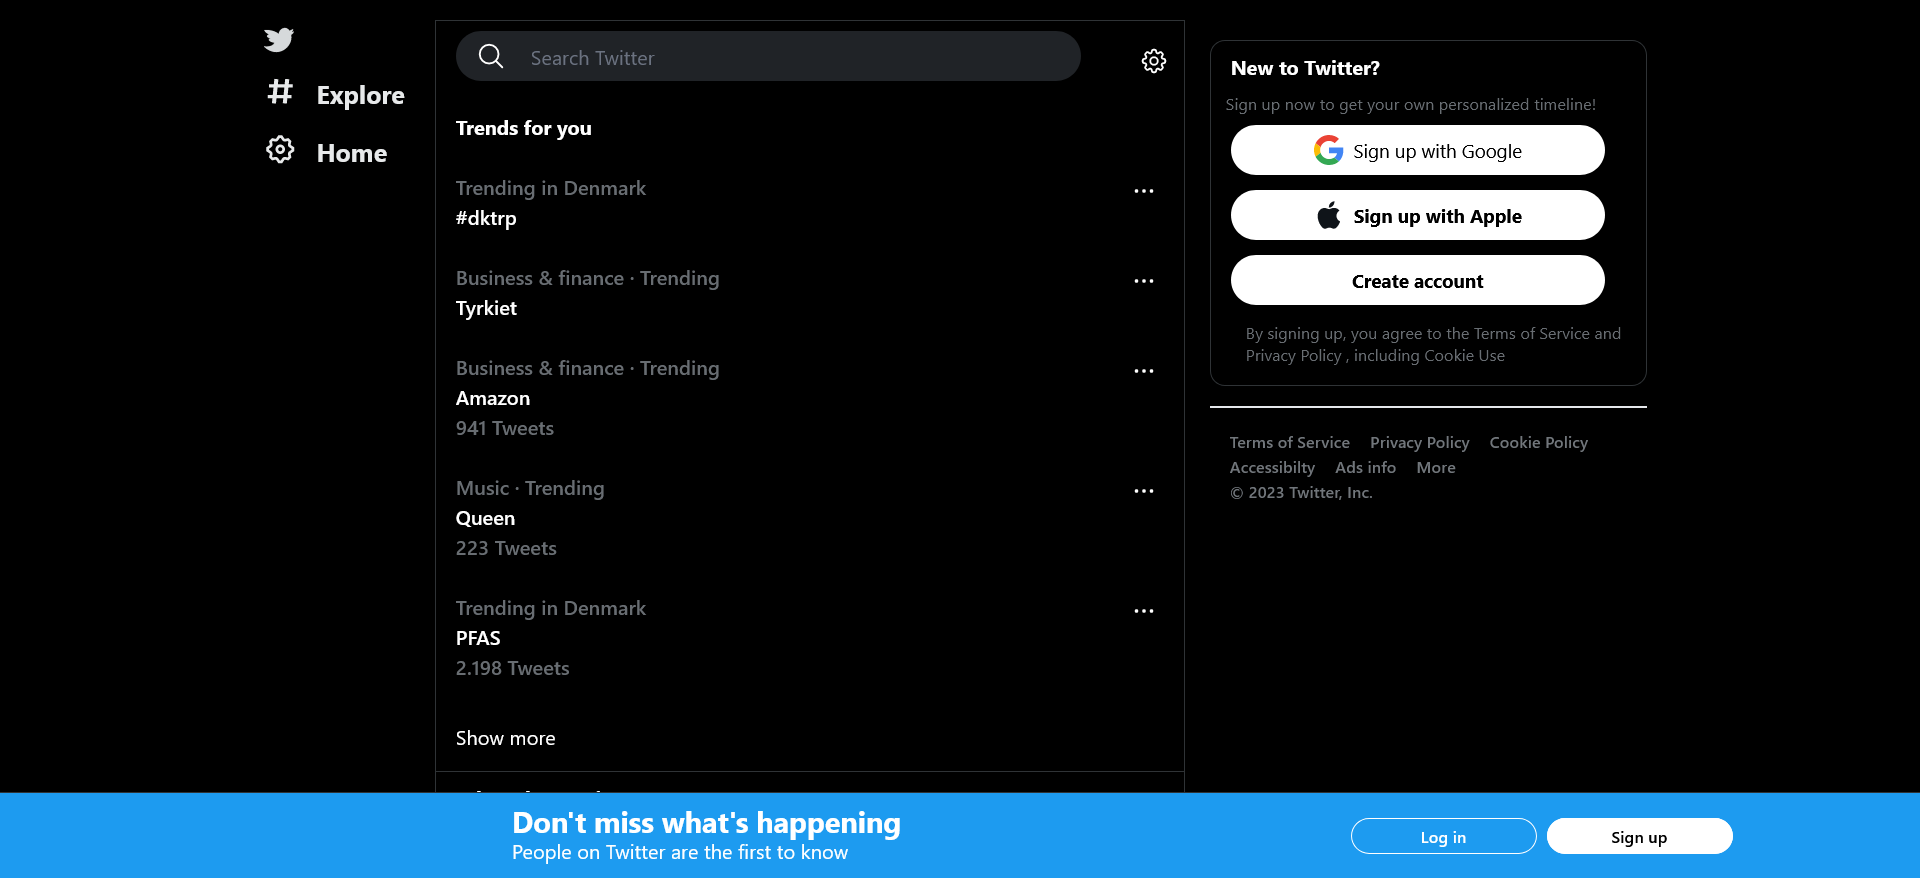 Explore
Home
Search Twitter
Trends for you
Trending in Denmark
#dktrp
Business & finance · Trending
Tyrkiet
Business & finance · Trending
Amazon
941 Tweets
Music · Trending
Queen
223 Tweets
Trending in Denmark
PFAS
2.198 Tweets
Show more
New to Twitter?
Sign up now to get your own personalized timeline!
Sign up with Google
Sign up with Apple
Create account
By signing up, you agree to the Terms of Service and
Privacy Policy , including Cookie Use
Terms of Service Privacy Policy Cookie Policy
Accessibilty Ads info More
© 2023 Twitter, Inc.
Don't miss what's happening
People on Twitter are the first to know
Log in
Sign up